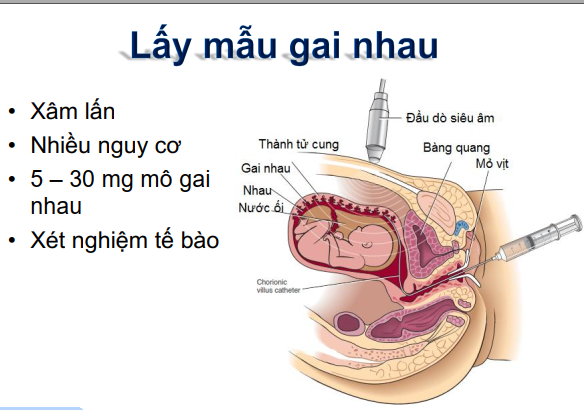 Lấy mẫu gai nhau
• Xâm lấn
• Nhiều nguy cơ
• 5 – 30 mg mô gai
nhau
• Xét nghiệm tế bào
Đầu dò siêu âm
Thành tử cung
Bàng quang
Mỏ vịt
Gai nhau
Nhau
Nước ối
Chorionic
villus catheter